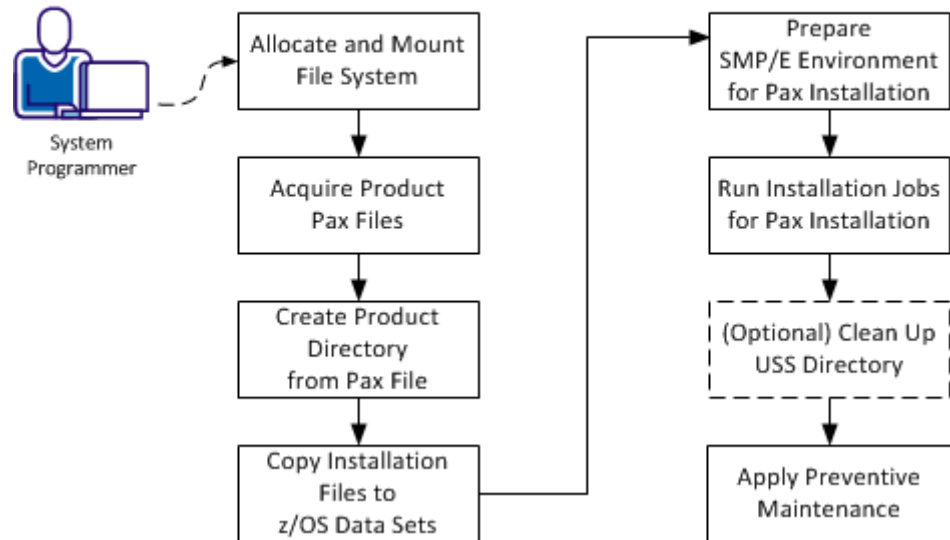 System
Programmer
Allocate and Mount
File System
Acquire Product
Pax Files
Create Product
Directory
from Pax File
Copy Installation
Files to
z/OS Data Sets
Prepare
SMP/E Environment
for Pax Installation
Run Installation Jobs
for Pax Installation
(Optional) Clean Up
USS Directory
Apply Preventive
Maintenance